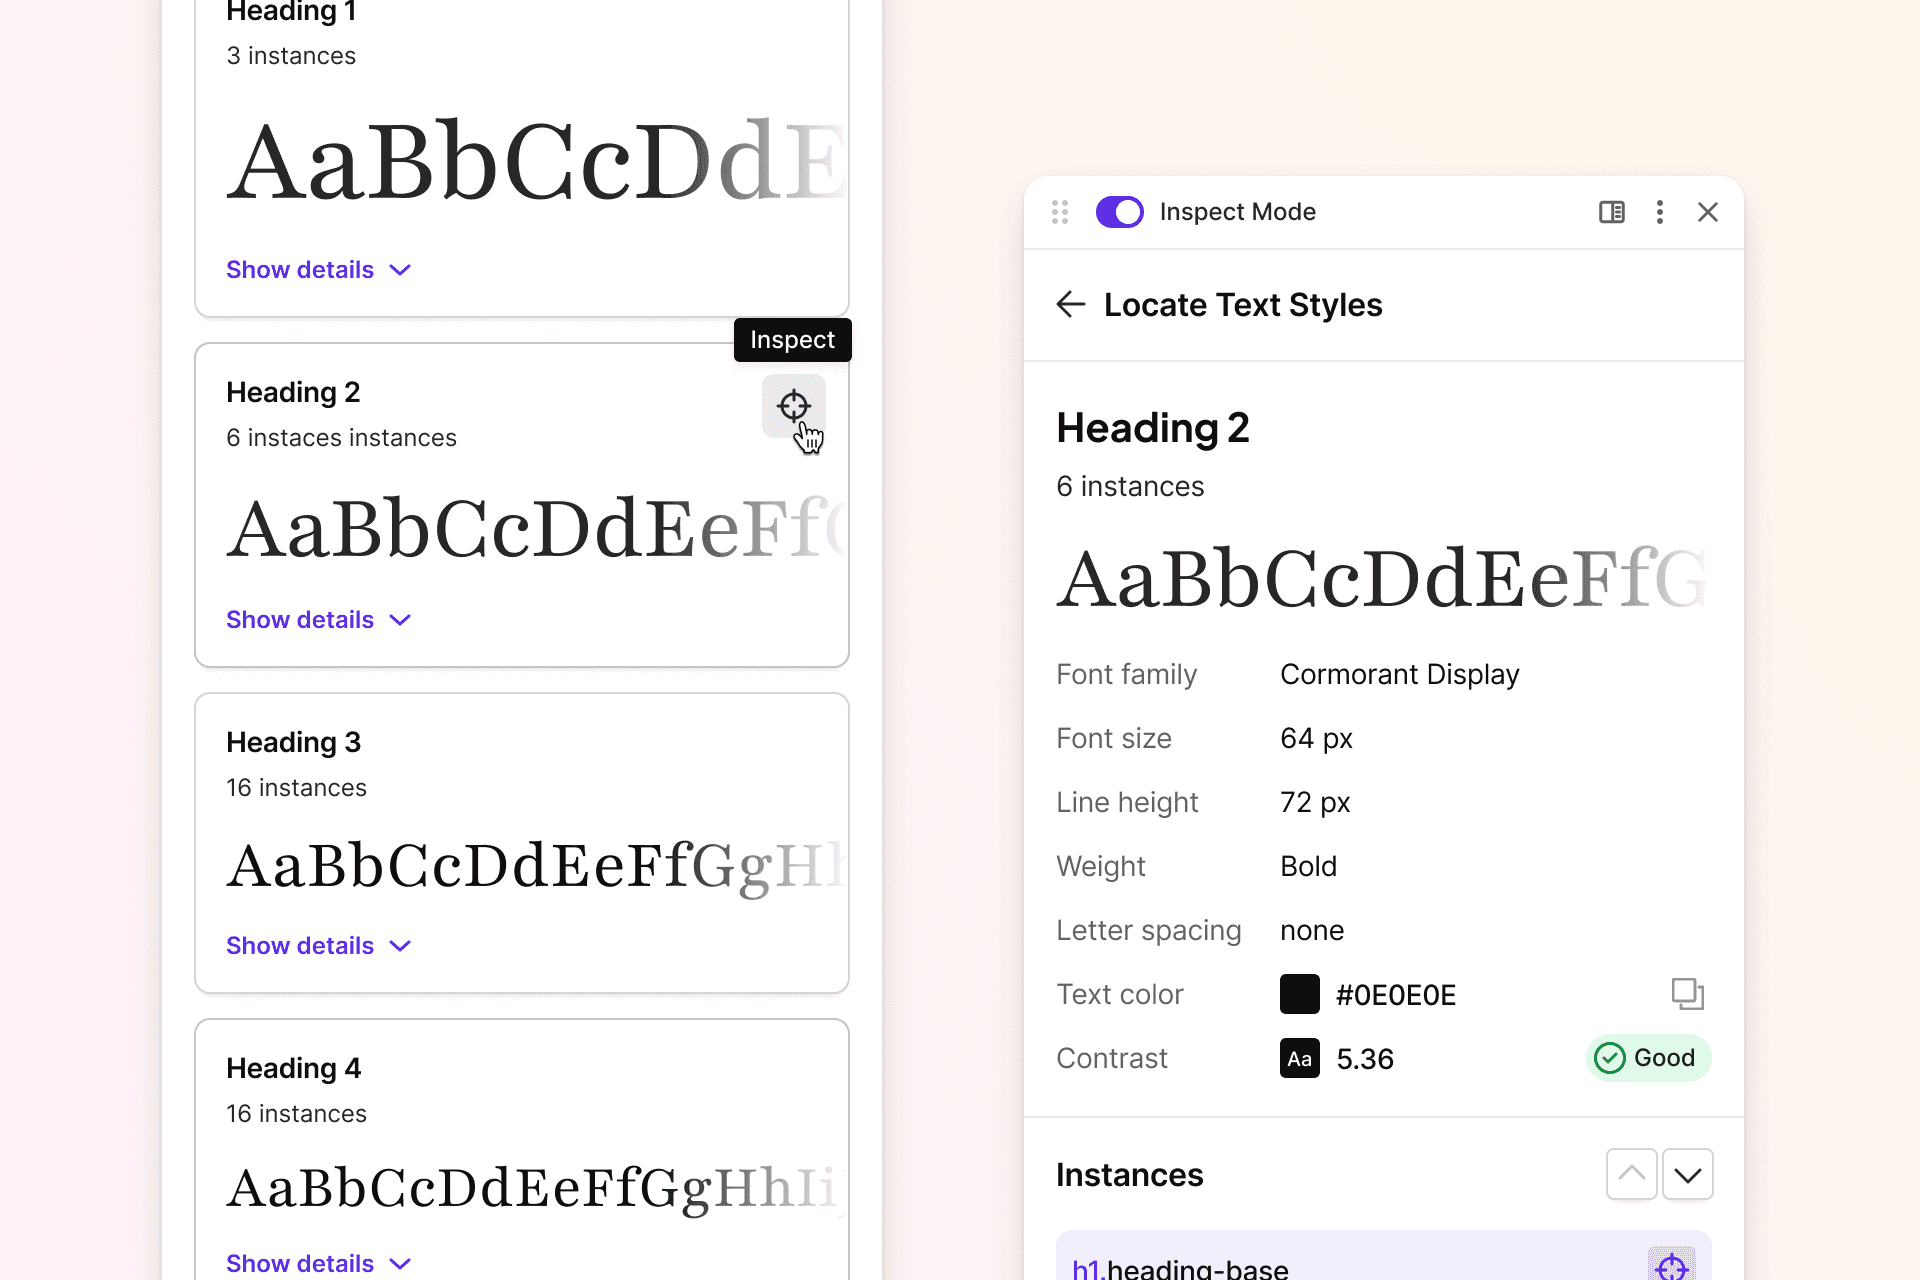 Heading 1
3 instances
AaBbCcDdE
Show details
Inspect
Heading 2
6 instaces instances
AaBbCcDdEeFfG
Show details
Heading 3
16 instances
AaBbCcDdEeFfGgHh
Show details
Heading 4
16 instances
AaBbCcDdEeFfGgHhIi
Show details
Inspect Mode
Locate Text Styles
Heading 2
6 instances
AaBbCcDdEeFfG
Font family Cormorant Display
Font size 64 px
Line height 72 px
Weight Bold
Letter spacing none
Text color #0E0E0E
Contrast Aa 5.36 Good
Instances
h1.heading-base